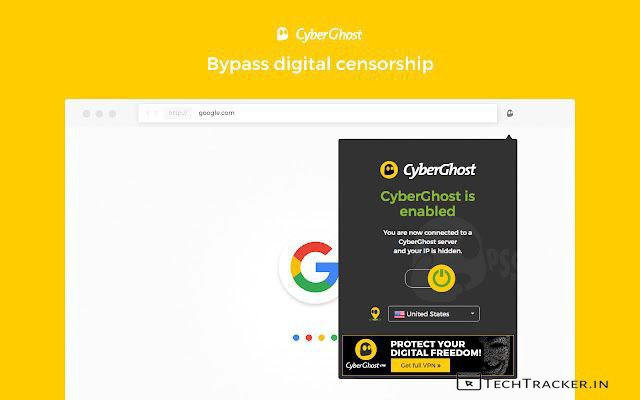 CyberGhost
Bypass digital censorship
http:// google.com
CyberGhost
CyberGhost is
enabled
You are now connected to a
CyberGhost server
and your IP is hidden.
United States
PROTECT YOUR
DIGITAL FREEDOM!
CyberGhost VPN
Get full VPN »
TECHTRACKER.IN